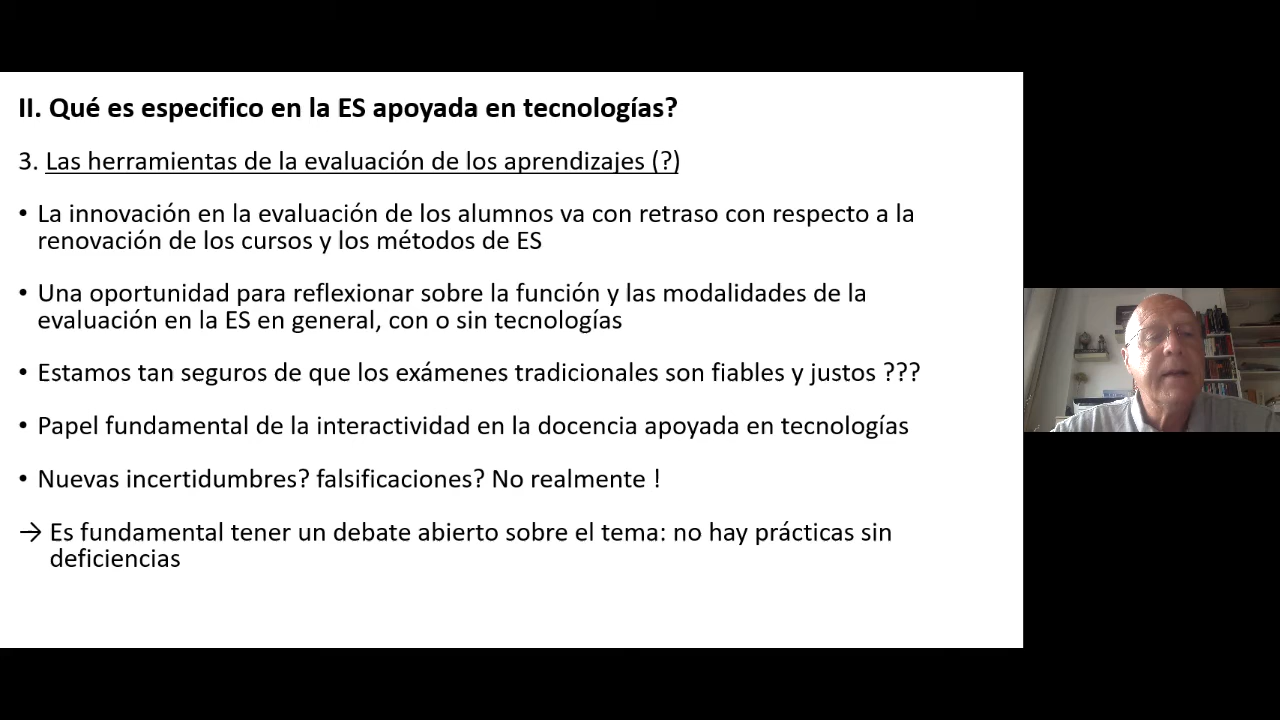 II. Qué es especifico en la ES apoyada en tecnologías?
3. Las herramientas de la evaluación de los aprendizajes (?)
• La innovación en la evaluación de los alumnos va con retraso con respecto a la
renovación de los cursos y los métodos de ES
• Una oportunidad para reflexionar sobre la función y las modalidades de la
evaluación en la ES en general, con o sin tecnologías
• Estamos tan seguros de que los exámenes tradicionales son fiables y justos ???
• Papel fundamental de la interactividad en la docencia apoyada en tecnologías
• Nuevas incertidumbres? falsificaciones? No realmente !
→ Es fundamental tener un debate abierto sobre el tema: no hay prácticas sin
deficiencias